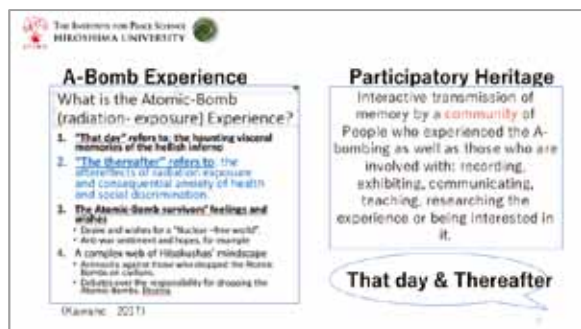 THE INSTITUTE FOR PEACE SCIENCE
HIROSHIMA UNIVERSITY
A-Bomb Experience
What is the Atomic-Bomb
(radiation- exposure) Experience?
1. "That day" refers to: the haunting visceral
memories of the hellish inferno
2. "The thereafter" refers to: the
aftereffects of radiation exposure
and consequential anxiety of health
and social discrimination.
3. The Atomic-Bomb survivors' feelings and
wishes
• Desire and wishes for a "Nuclear –free world".
• Anti-war sentiment and hopes, for example
4. A complex web of Hibakushas' mindscape
• Animosity against those who dropped the Atomic
Bombs on civilians.
• Debates over the responsibility for dropping the
Atomic-Bombs.
2017)
Participatory Heritage
Interactive transmission of
memory by a community of
People who experienced the A-
bombing as well as those who are
involved with: recording,
exhibiting, communicating,
teaching, researching the
experience or being interested in
it.
That day & Thereafter